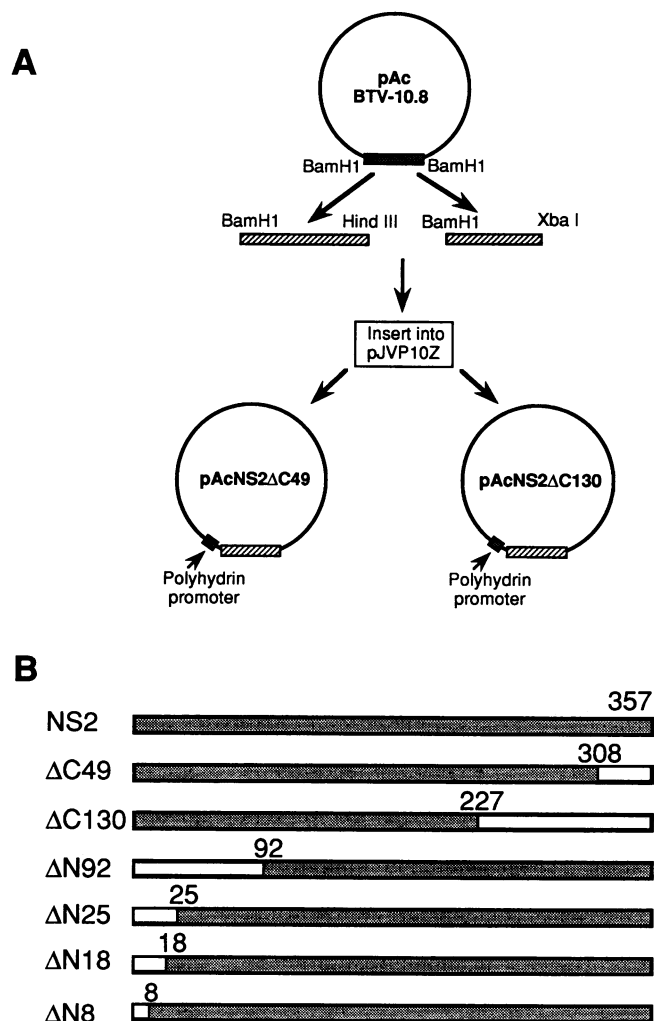 A
pAc
BTV-10.8
BamH1 BamH1
BamH1 Hind III BamH1 Xba I
Insert into
pJVP10Z
pAcNS2ΔC49 pAcNS2ΔC130
Polyhydrin
promoter
Polyhydrin
promoter
B
357
NS2
308
ΔC49
227
ΔC130
92
ΔN92
25
ΔN25
18
ΔN18
8
ΔN8